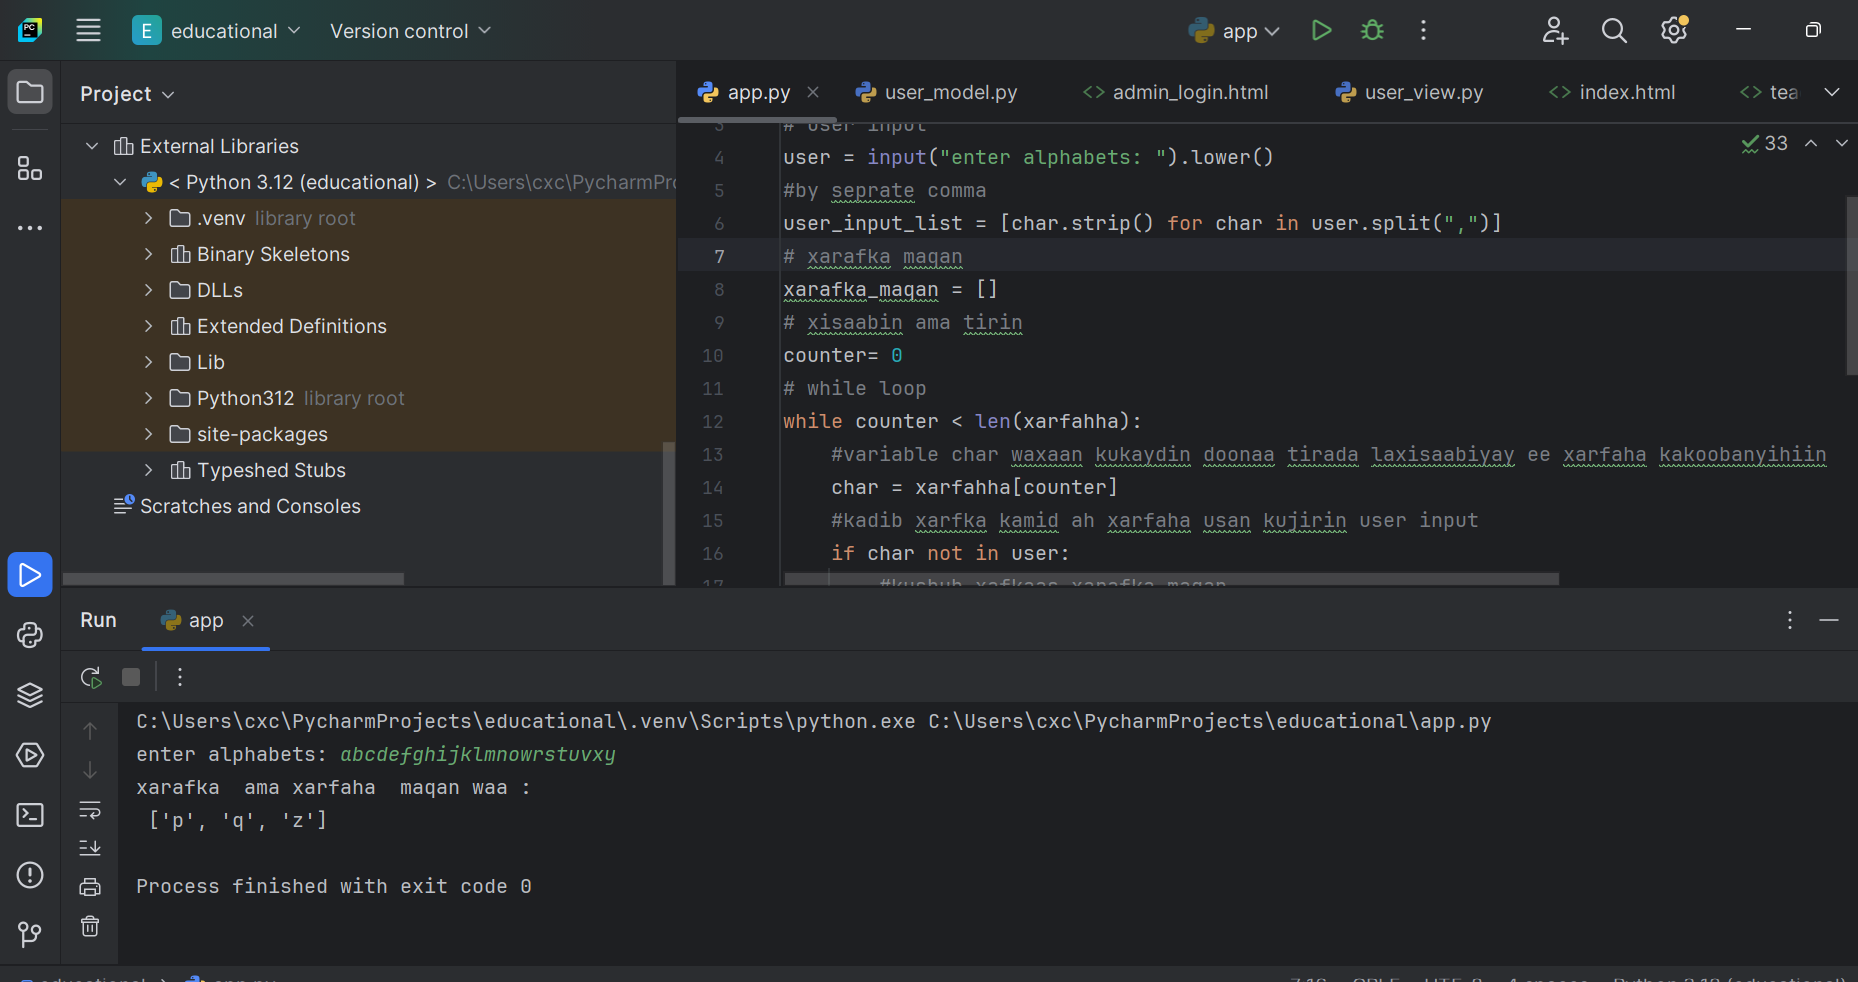 E educational Version control app
Project
app.py user_model.py admin_login.html user_view.py index.html tea
External Libraries
< Python 3.12 (educational) > C:\Users\cxc\PycharmPro
.venv library root
Binary Skeletons
DLLs
Extended Definitions
Lib
Python312 library root
site-packages
Typeshed Stubs
Scratches and Consoles
33
3 # user input
4 user = input("enter alphabets: ").lower()
5 #by seprate comma
6 user_input_list = [char.strip() for char in user.split(",")]
7 # xarafka maqan
8 xarafka_maqan = []
9 # xisaabin ama tirin
10 counter= 0
11 # while loop
12 while counter < len(xarfahha):
13 #variable char waxaan kukaydin doonaa tirada laxisaabiyay ee xarfaha kakoobanyihiin
14 char = xarfahha[counter]
15 #kadib xarfka kamid ah xarfaha usan kujirin user input
16 if char not in user:
17
Run app
C:\Users\cxc\PycharmProjects\educational\.venv\Scripts\python.exe C:\Users\cxc\PycharmProjects\educational\app.py
enter alphabets: abcdefghijklmnowrstuvxy
xarafka  ama xarfaha  maqan waa :
 ['p', 'q', 'z']
Process finished with exit code 0